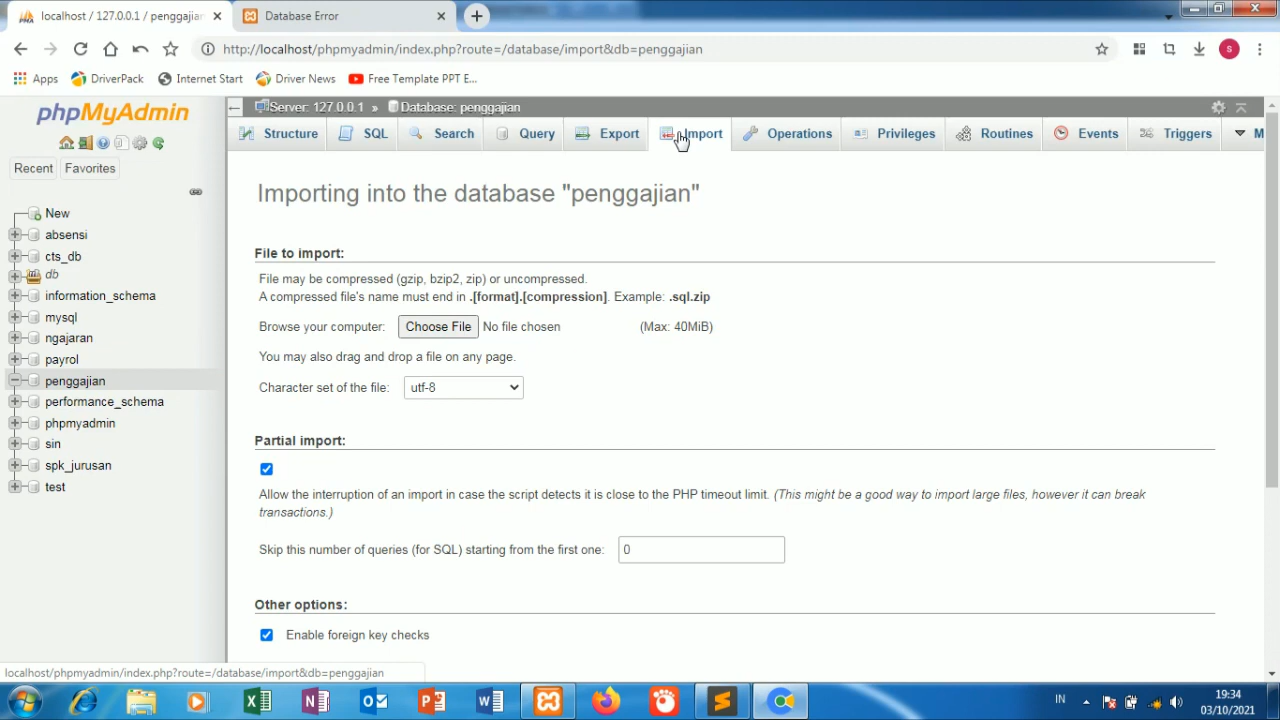 localhost / 127.0.0.1 / penggajian
Database Error
http://localhost/phpmyadmin/index.php?route=/database/import&db=penggajian
S
Apps
DriverPack
Internet Start
Driver News
Free Template PPT E...
phpMyAdmin
Server: 127.0.0.1 » Database: penggajian
Structure
SQL
Search
Query
Export
Import
Operations
Privileges
Routines
Events
Triggers
M
Recent
Favorites
New
absensi
cts_db
db
information_schema
mysql
ngajaran
payrol
penggajian
performance_schema
phpmyadmin
sin
spk_jurusan
test
Importing into the database "penggajian"
File to import:
File may be compressed (gzip, bzip2, zip) or uncompressed.
A compressed file's name must end in .[format].[compression]. Example: .sql.zip
Browse your computer: Choose File No file chosen (Max: 40MiB)
You may also drag and drop a file on any page.
Character set of the file: utf-8
Partial import:
Allow the interruption of an import in case the script detects it is close to the PHP timeout limit. (This might be a good way to import large files, however it can break
transactions.)
Skip this number of queries (for SQL) starting from the first one: 0
Other options:
Enable foreign key checks
localhost/phpmyadmin/index.php?route=/database/import&db=penggajian
IN
19:34
03/10/2021